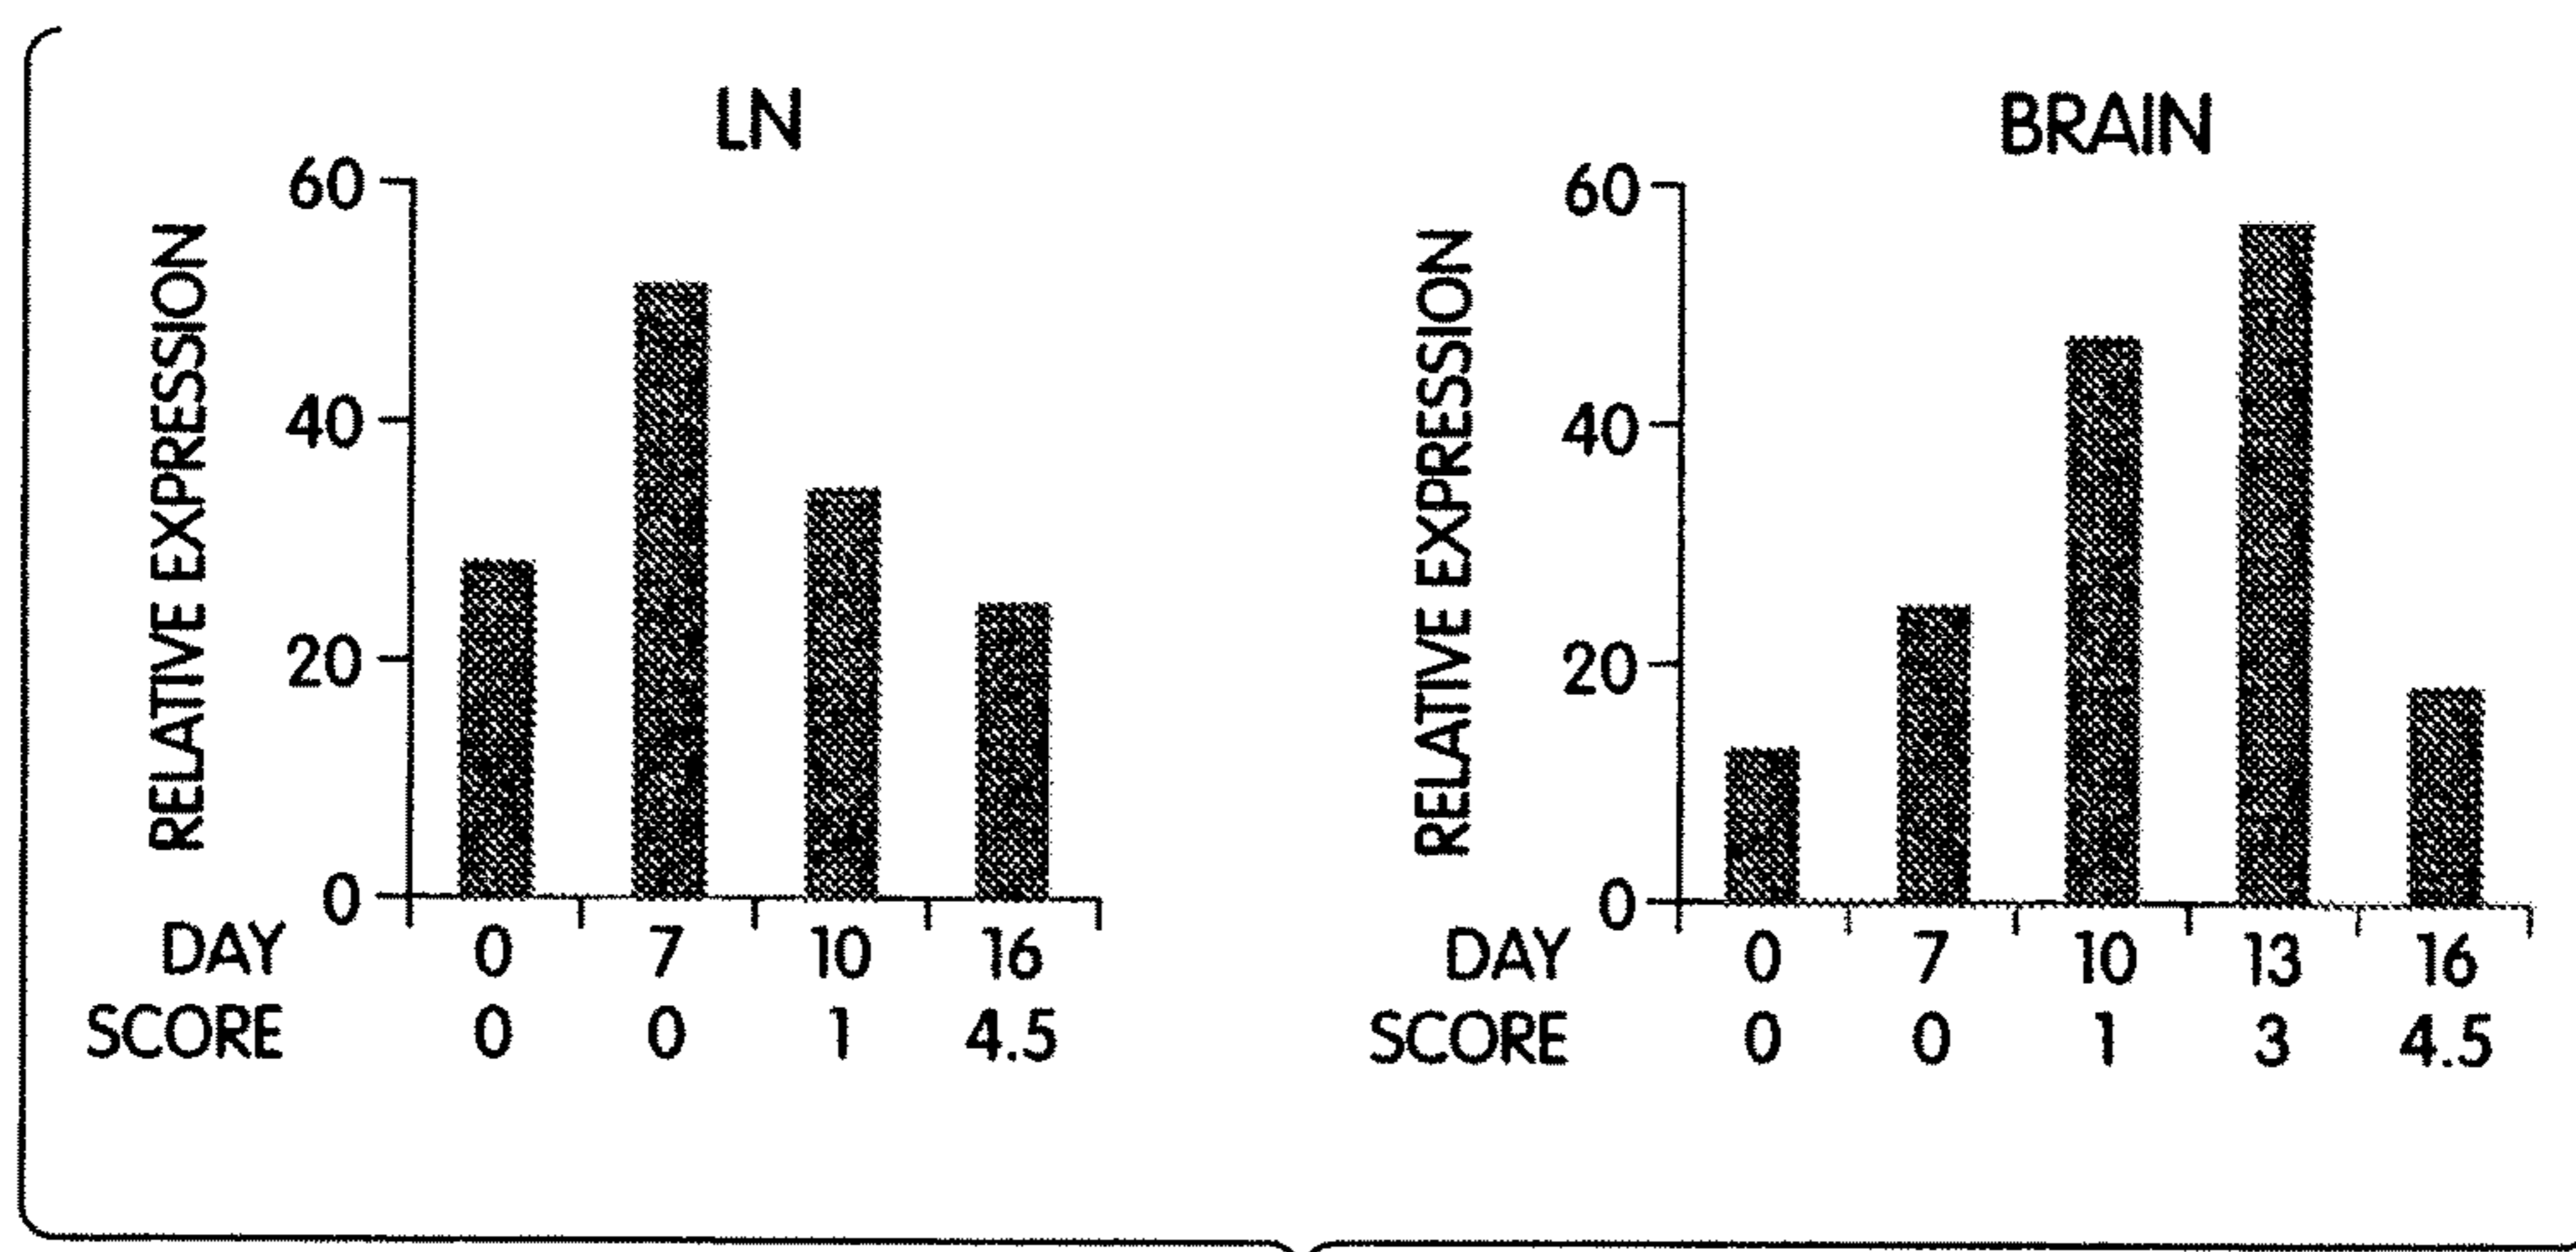 LN
60
40
20
0
RELATIVE EXPRESSION
DAY 0 7 10 16
SCORE 0 0 1 4.5
BRAIN
60
40
20
0
RELATIVE EXPRESSION
DAY 0 7 10 13 16
SCORE 0 0 1 3 4.5